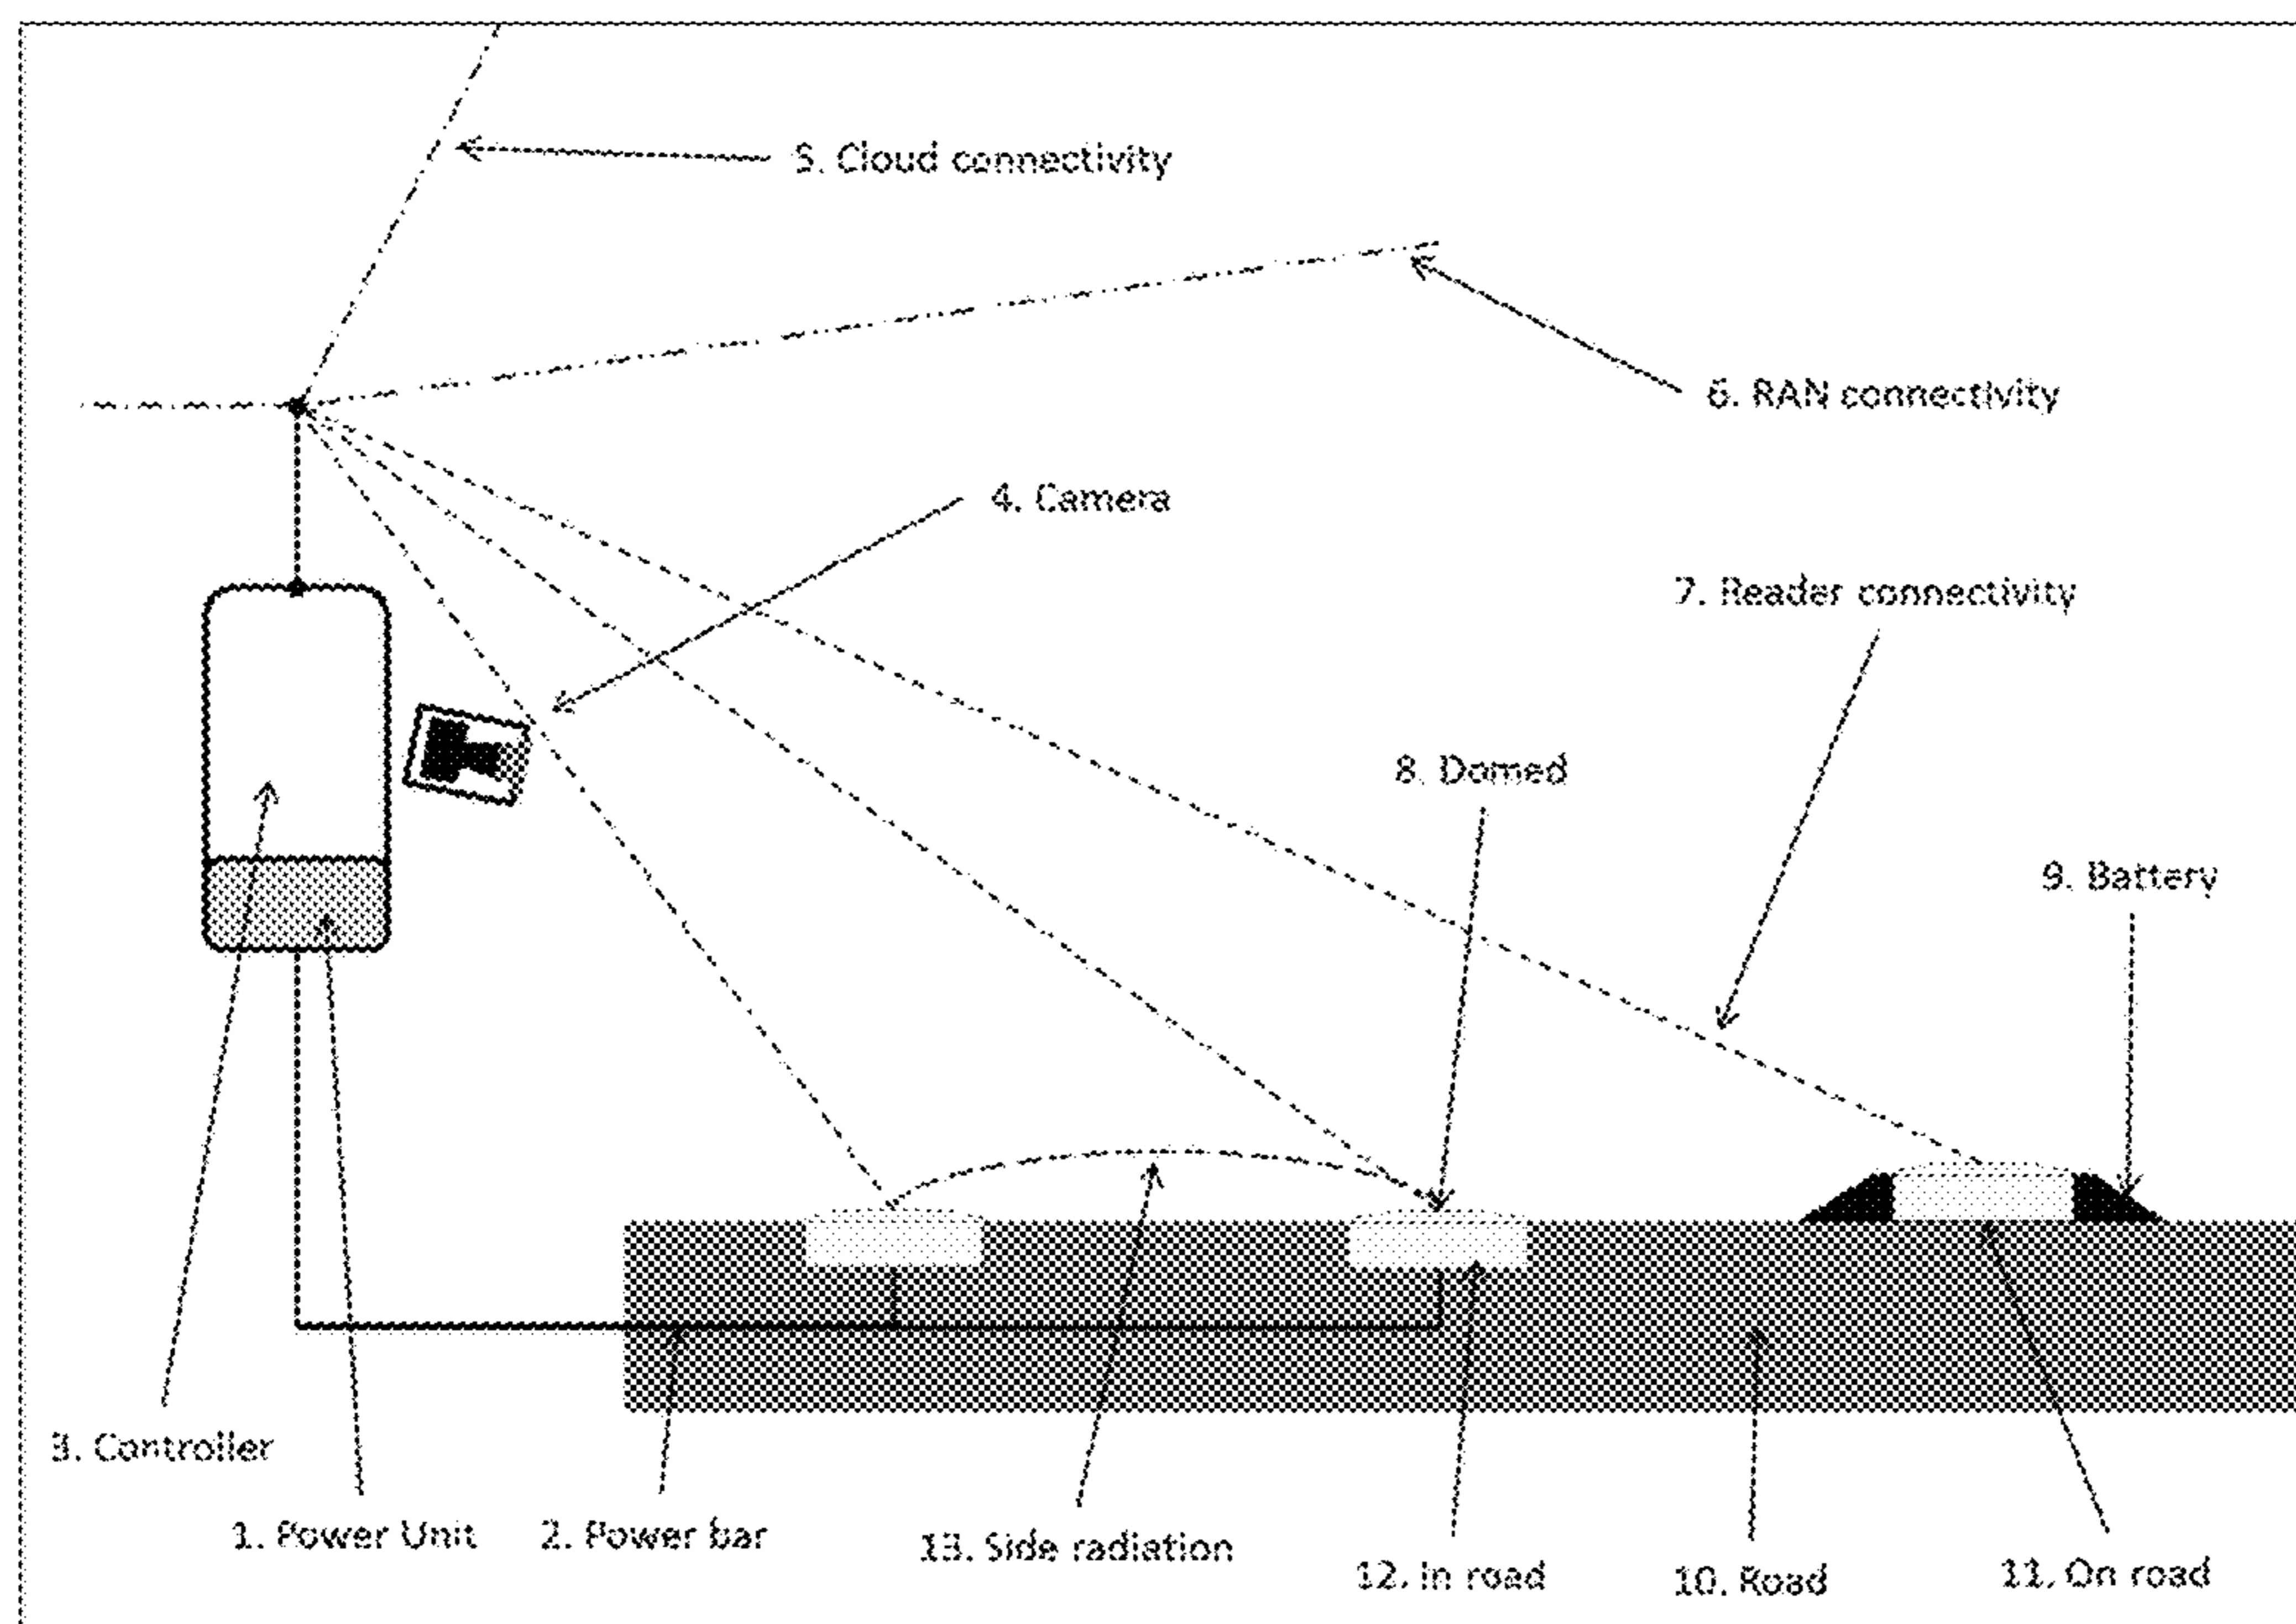 5. Cloud connectivity
6. RAN connectivity
4. Camera
7. Reader connectivity
8. Domed
9. Battery
3. Controller
1. Power Unit
2. Power bar
13. Side radiation
12. In road
10. Road
11. On road